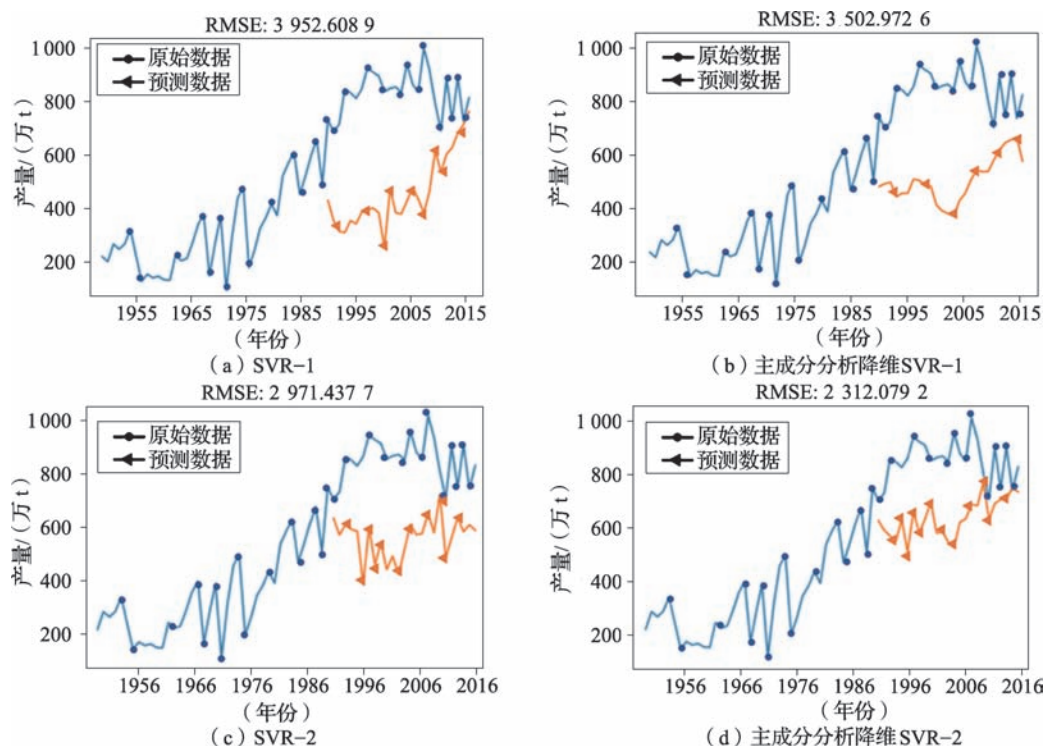 RMSE: 3 952.608 9
1 000
800
600
400
200
产量/(万t)
原始数据
预测数据
1955 1965 1975 1985 1995 2005 2015
(年份)
(a) SVR-1
RMSE: 3 502.972 6
1 000
800
600
400
200
产量/(万t)
原始数据
预测数据
1955 1965 1975 1985 1995 2005 2015
(年份)
(b) 主成分分析降维SVR-1
RMSE: 2 971.437 7
1 000
800
600
400
200
产量/(万t)
原始数据
预测数据
1956 1966 1976 1986 1996 2006 2016
(年份)
(c) SVR-2
RMSE: 2 312.079 2
1 000
800
600
400
200
产量/(万t)
原始数据
预测数据
1956 1966 1976 1986 1996 2006 2016
(年份)
(d) 主成分分析降维SVR-2